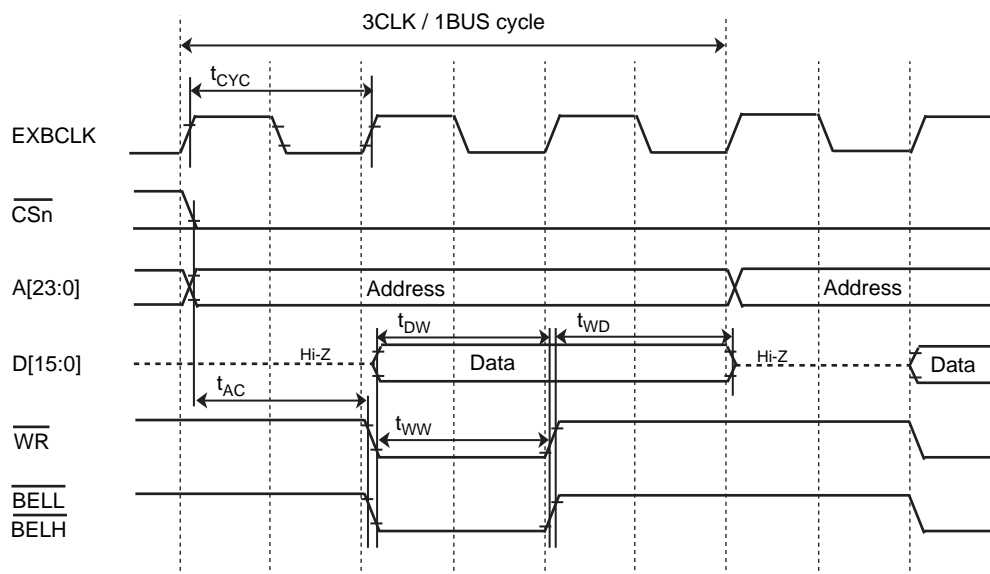 3CLK / 1BUS cycle
tCYC
EXBCLK
CSn
A[23:0]
Address
Address
tDW
tWD
D[15:0]
Hi-Z
Data
Hi-Z
Data
tAC
tWW
WR
BELL
BELH